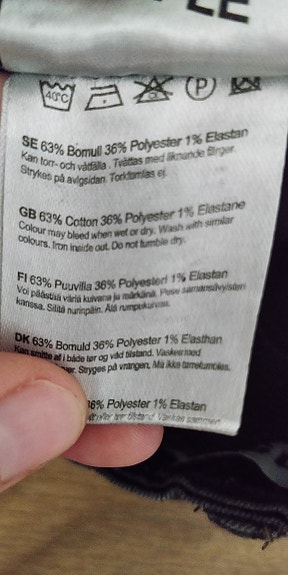 40°C P
SE 63% Bomull 36% Polyester 1% Elastan
Kan torr- och vätfälla. Tvättas med liknande färger.
Strykes på avigsidan. Torktumlas ej.
GB 63% Cotton 36% Polyester 1% Elastane
Colour may bleed when wet or dry. Wash with similar
colours. Iron inside out. Do not tumble dry.
FI 63% Puuvilla 36% Polyesteri 1% Elastan
Voi päästää väriä kuivana ja märkänä. Pese samansävyisten
kanssa. Silitä nurinpäin. Älä rumpukuivaa.
DK 63% Bomuld 36% Polyester 1% Elasthan
Kan smitte af i både tør og våd tilstand. Vaskes med
Stryges på vrangen. Må ikke tørretumbles.
36% Polyester 1% Elastan